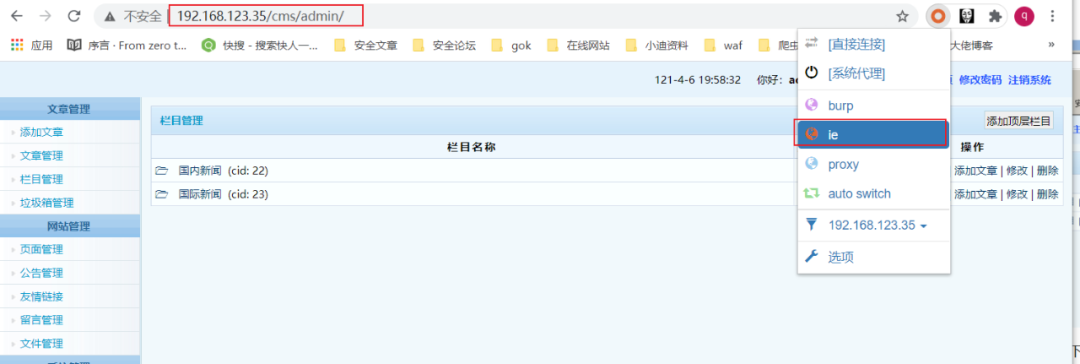 不安全 192.168.123.35/cms/admin/
应用 序言 · From zero t... 快搜 - 搜索快人一... 安全文章 安全论坛 gok 在线网站 小迪资料 waf 大佬博客 »
[直接连接]
[系统代理]
burp
ie
proxy
auto switch
192.168.123.35
选项
121-4-6 19:58:32 你好: 修改密码 注销系统
文章管理
添加文章
文章管理
栏目管理
垃圾箱管理
网站管理
页面管理
公告管理
友情链接
留言管理
文件管理
栏目管理 添加顶层栏目
栏目名称 操作
国内新闻 (cid: 22) 添加文章 | 修改 | 删除
国际新闻 (cid: 23) 添加文章 | 修改 | 删除
q